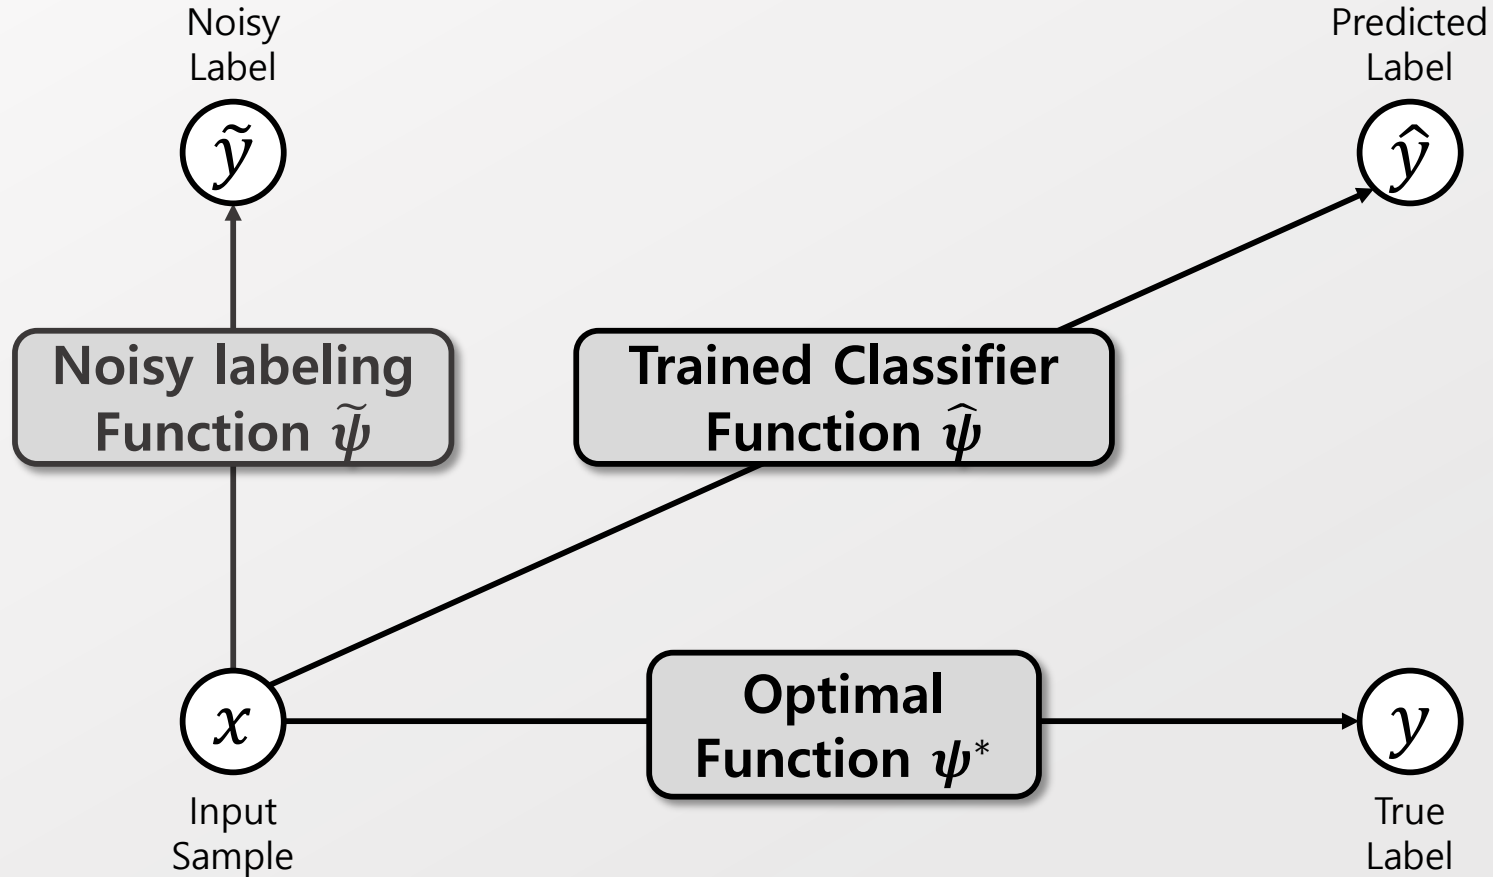 Noisy
Label
ỹ
Predicted
Label
ŷ
Noisy labeling
Function ψ̃
Trained Classifier
Function ψ̂
x
Input
Sample
Optimal
Function ψ*
y
True
Label